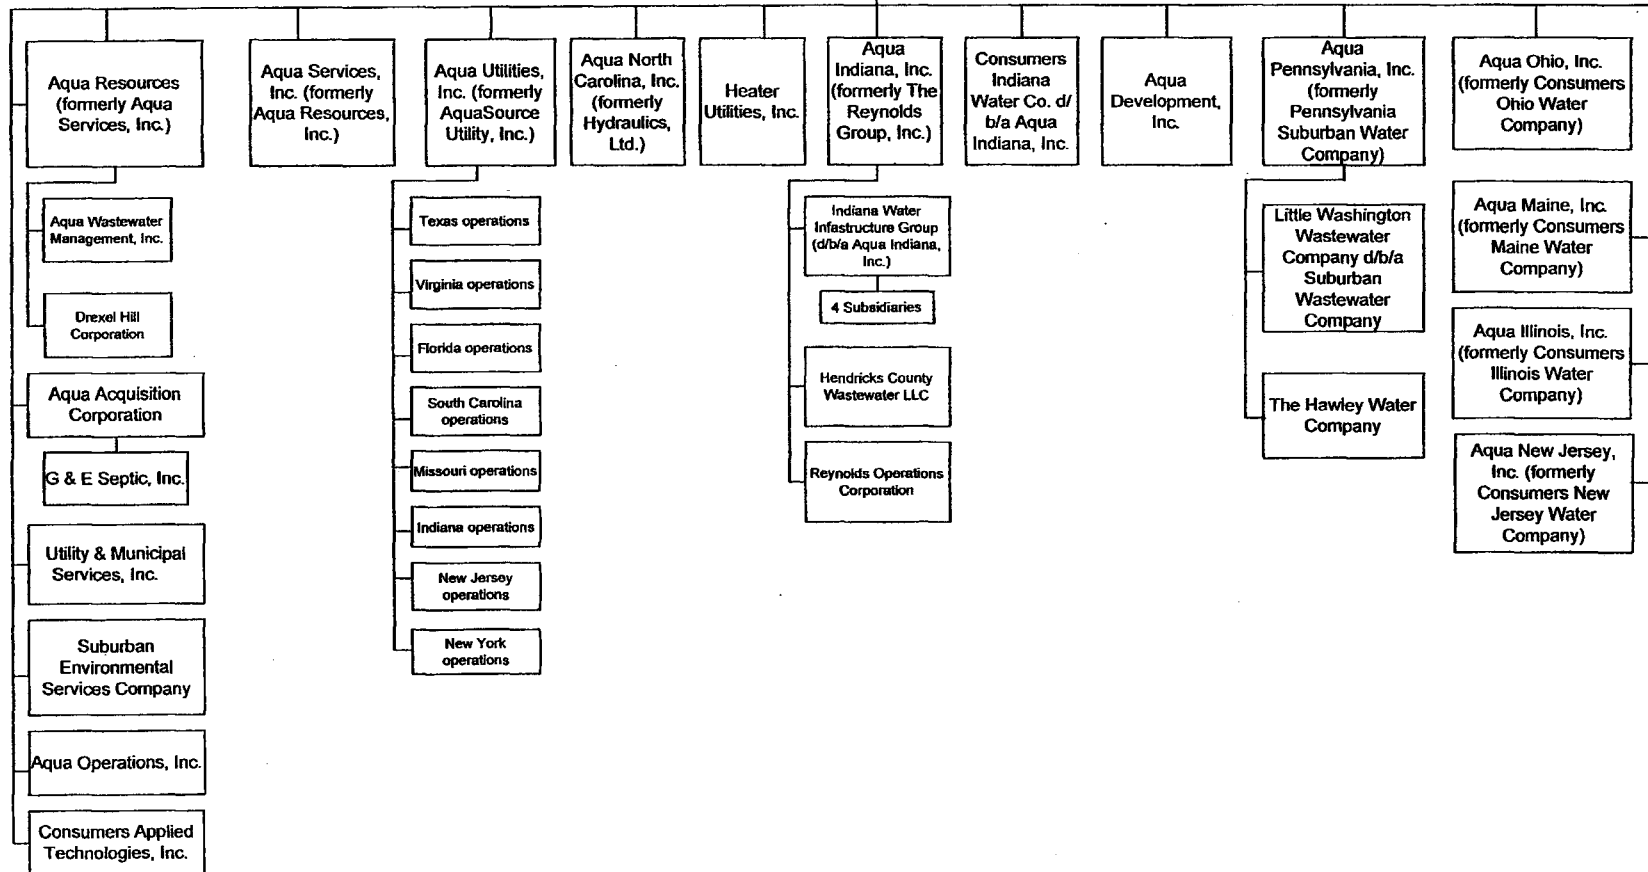 Aqua Resources
(formerly Aqua
Services, Inc.)
Aqua Services,
Inc. (formerly
Aqua Resources,
Inc.)
Aqua Utilities,
Inc. (formerly
AquaSource
Utility, Inc.)
Aqua North
Carolina, Inc.
(formerly
Hydraulics,
Ltd.)
Heater
Utilities, Inc.
Aqua
Indiana, Inc.
(formerly The
Reynolds
Group, Inc.)
Consumers
Indiana
Water Co. d/
b/a Aqua
Indiana, Inc.
Aqua
Development,
Inc.
Aqua
Pennsylvania, Inc.
(formerly
Pennsylvania
Suburban Water
Company)
Aqua Ohio, Inc.
(formerly Consumers
Ohio Water
Company)
Aqua Wastewater
Management, Inc.
Drexel Hill
Corporation
Aqua Acquisition
Corporation
G & E Septic, Inc.
Utility & Municipal
Services, Inc.
Suburban
Environmental
Services Company
Aqua Operations, Inc.
Consumers Applied
Technologies, Inc.
Texas operations
Virginia operations
Florida operations
South Carolina
operations
Missouri operations
Indiana operations
New Jersey
operations
New York
operations
Indiana Water
Infastructure Group
(d/b/a Aqua Indiana,
Inc.)
4 Subsidiaries
Hendricks County
Wastewater LLC
Reynolds Operations
Corporation
Little Washington
Wastewater
Company d/b/a
Suburban
Wastewater
Company
The Hawley Water
Company
Aqua Maine, Inc.
(formerly Consumers
Maine Water
Company)
Aqua Illinois, Inc.
(formerly Consumers
Illinois Water
Company)
Aqua New Jersey,
Inc. (formerly
Consumers New
Jersey Water
Company)